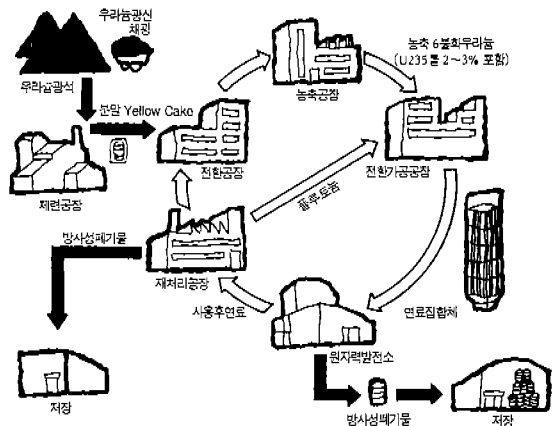 우라늄광산
채광
우라늄광석
분말 Yellow Cake
제련공장
전환공장
농축공장
농축 6불화우라늄
(U235를 2~3% 포함)
전환가공공장
플루토늄
방사성폐기물
재처리공장
사용후연료
연료집합체
원자력발전소
저장
방사성폐기물
저장